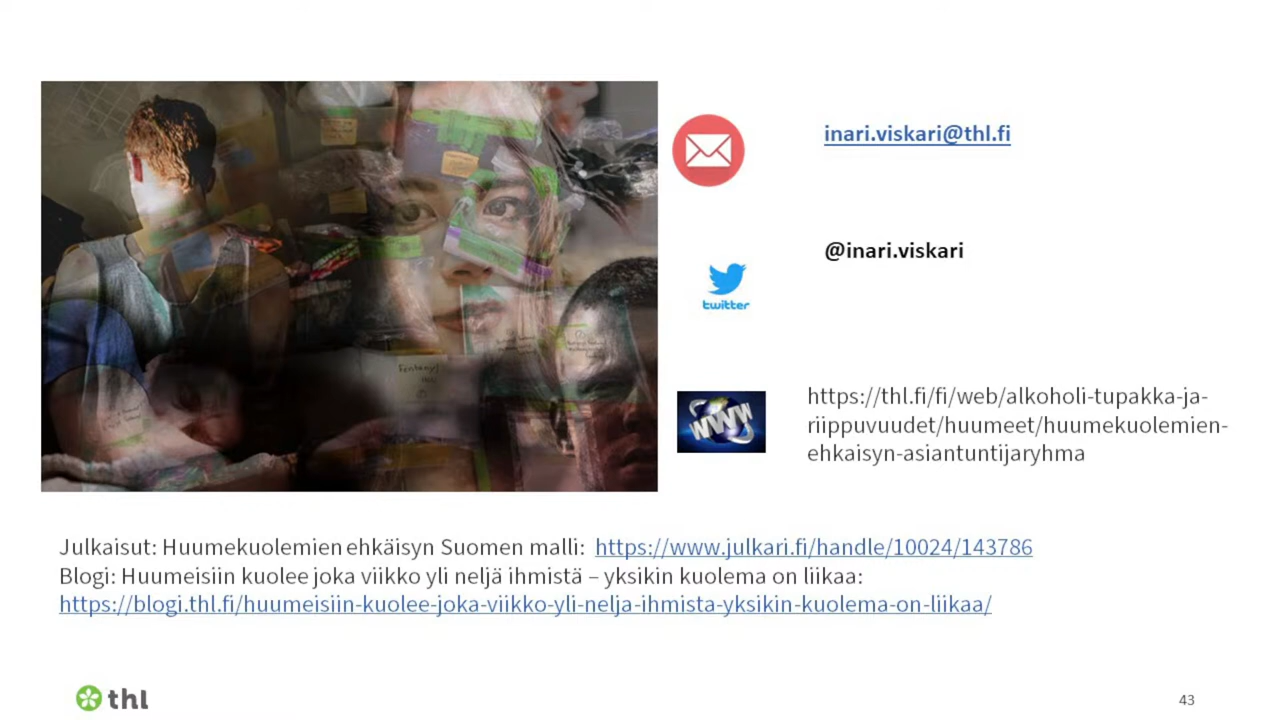 inari.viskari@thl.fi
@inari.viskari
twitter
www
https://thl.fi/fi/web/alkoholi-tupakka-ja-
riippuvuudet/huumeet/huumekuolemien-
ehkaisyn-asiantuntijaryhma
Fentanyl
Julkaisut: Huumekuolemien ehkäisyn Suomen malli: https://www.julkari.fi/handle/10024/143786
Blogi: Huumeisiin kuolee joka viikko yli neljä ihmistä – yksikin kuolema on liikaa:
https://blogi.thl.fi/huumeisiin-kuolee-joka-viikko-yli-nelja-ihmista-yksikin-kuolema-on-liikaa/
thl
43